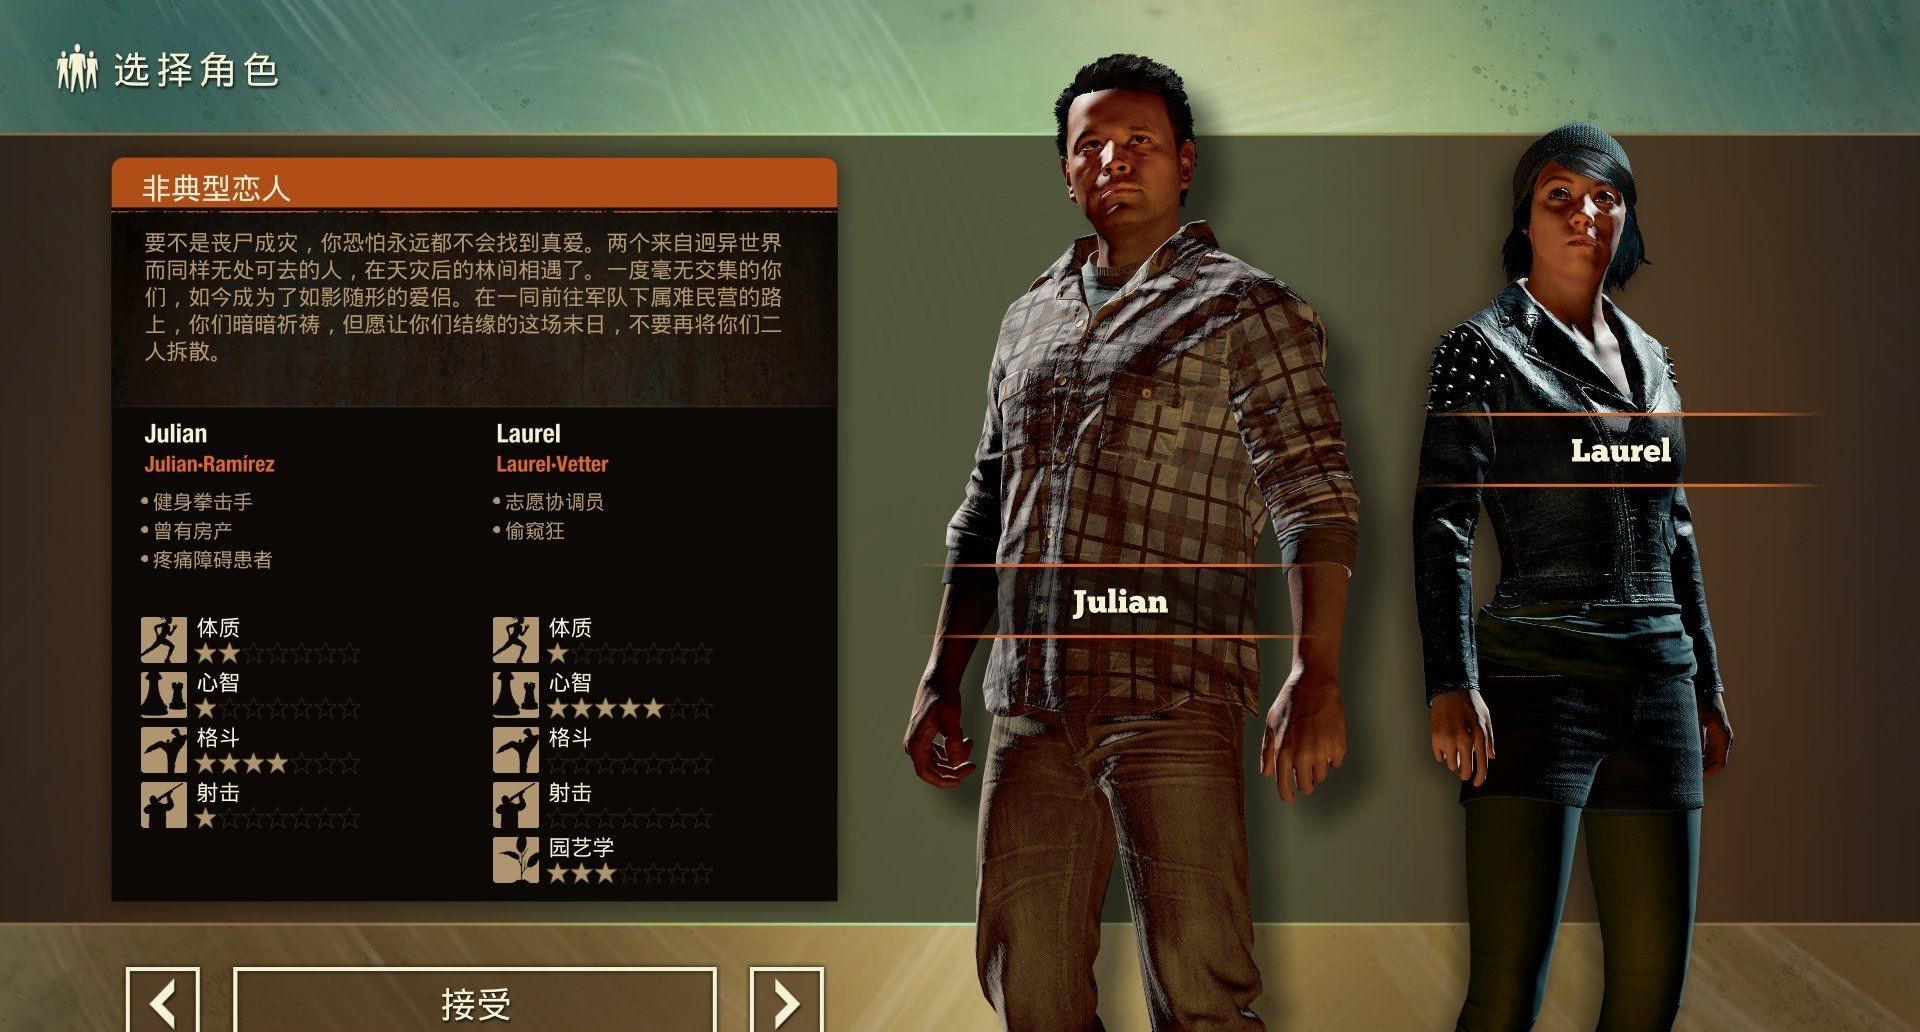 选择角色
非典型恋人
要不是丧尸成灾，你恐怕永远都不会找到真爱。两个来自迥异世界
而同样无处可去的人，在天灾后的林间相遇了。一度毫无交集的你
们，如今成为了如影随形的爱侣。在一同前往军队下属难民营的路
上，你们暗暗祈祷，但愿让你们结缘的这场末日，不要再将你们二
人拆散。
Julian
Julian·Ramírez
• 健身拳击手
• 曾有房产
• 疼痛障碍患者
体质
心智
格斗
射击
Laurel
Laurel·Vetter
• 志愿协调员
• 偷窥狂
体质
心智
格斗
射击
园艺学
Julian
Laurel
接受